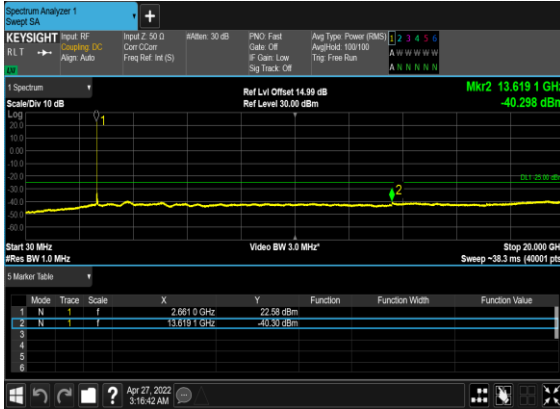 Spectrum Analyzer 1
Swept SA
+
KEYSIGHT Input: RF Input Z: 50 Ω #Atten: 30 dB PNO: Fast Avg Type: Power (RMS) 1 2 3 4 5 6
RLT Coupling: DC Corr CCorr Gate: Off Avg|Hold: 100/100 A W W W W W
Align: Auto Freq Ref: Int (S) IF Gain: Low Trig: Free Run
Sig Track: Off A N N N N N
LXI
1 Spectrum Ref Lvl Offset 14.99 dB Mkr2 13.619 1 GHz
Scale/Div 10 dB Ref Level 30.00 dBm -40.298 dBm
Log
1
20.0
10.0
0.00
-10.0
-20.0
DL1 -25.00 dBm
-30.0
2
-40.0
-50.0
-60.0
Start 30 MHz Video BW 3.0 MHz* Stop 20.000 GH
#Res BW 1.0 MHz Sweep ~38.3 ms (40001 pts
5 Marker Table
Mode Trace Scale X Y Function Function Width Function Value
1 N 1 f 2.661 0 GHz 22.58 dBm
2 N 1 f 13.619 1 GHz -40.30 dBm
3
4
5
6
? Apr 27, 2022
3:16:42 AM